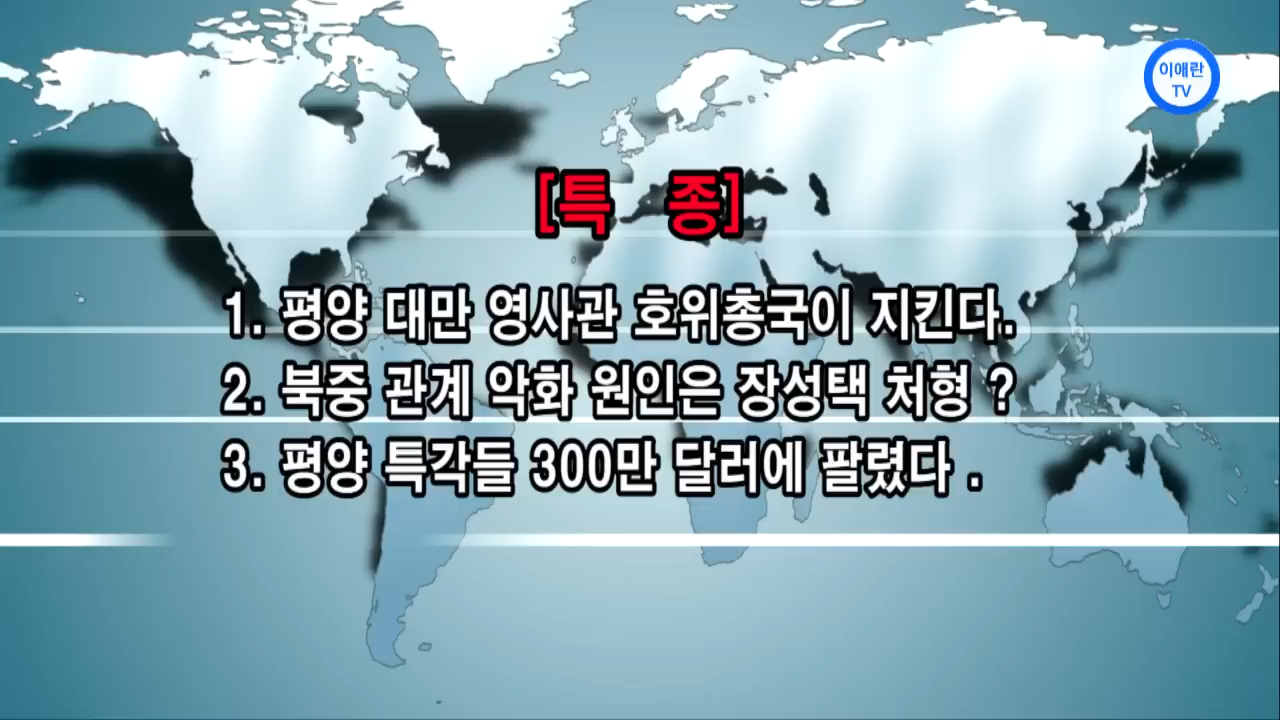 이애란
TV
[특 종]
1. 평양 대만 영사관 호위총국이 지킨다.
2. 북중 관계 악화 원인은 장성택 처형 ?
3. 평양 특각들 300만 달러에 팔렸다 .